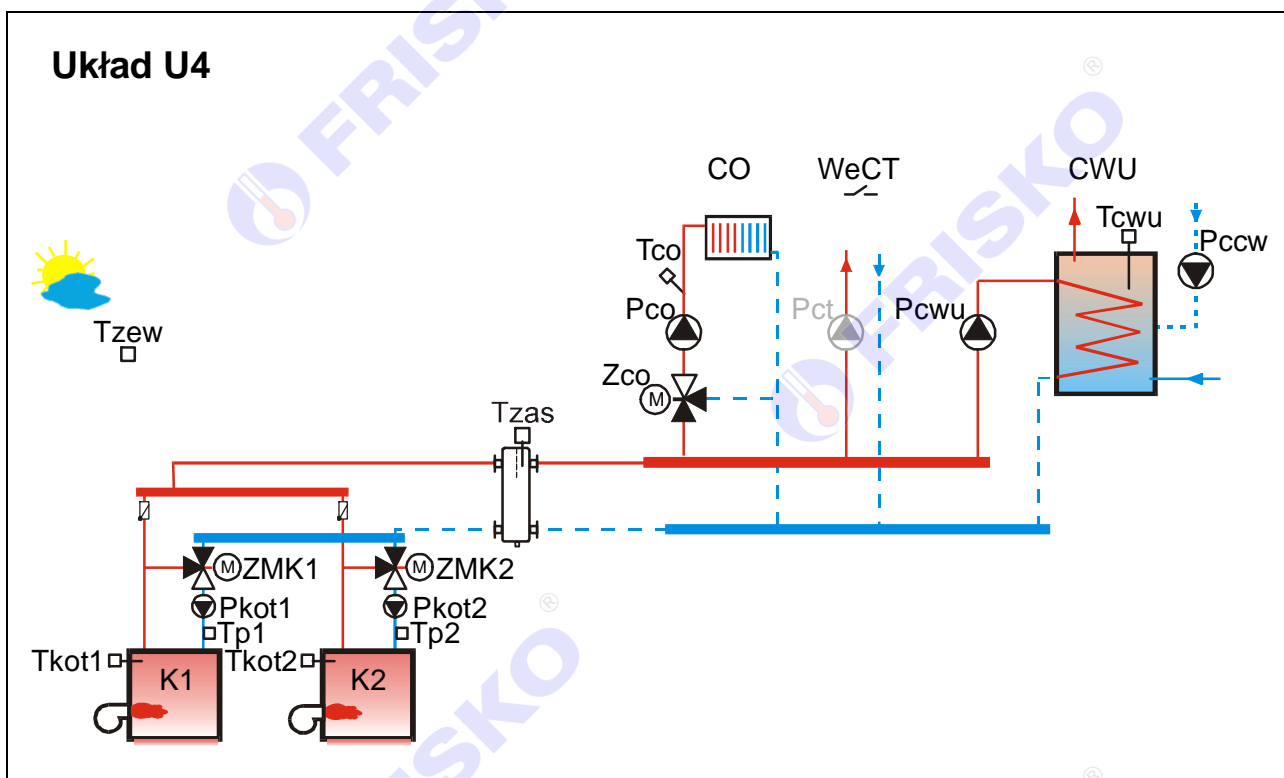 Układ U4
FRISKO ®
CO
WeCT
CWU
Tcwu
Pccw
Tco
Pco
Pct
Pcwu
Tzew
Zco
M
FRISKO ®
Tzas
M ZMK1
M ZMK2
Pkot1
Pkot2
Tp1
Tp2
Tkot1
Tkot2
K1
K2
FRISKO ®
®